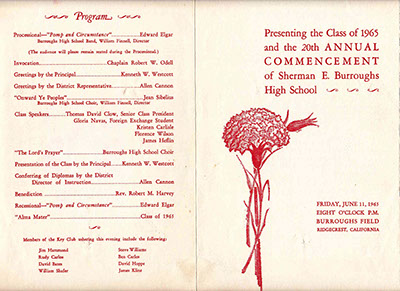 Program
Processional—"Pomp and Circumstance"..........Edward Elgar
Burroughs High School Band, William Fintzell, Director
(The audience will please remain seated during the Processional.)
Invocation..........Chaplain Robert W. Odell
Greetings by the Principal..........Kenneth W. Westcott
Greetings by the District Representative..........Allen Cannon
"Onward Ye Peoples"..........Jean Sibelius
Burroughs High School Choir, William Fintzell, Director
Class Speakers..........Thomas David Clow, Senior Class President
Gloria Navas, Foreign Exchange Student
Kristen Carlisle
Florence Wilson
James Heflin
"The Lord's Prayer"..........Burroughs High School Choir
Presentation of the Class by the Principal..........Kenneth W. Westcott
Conferring of Diplomas by the District
Director of Instruction..........Allen Cannon
Benediction..........Rev. Robert M. Harvey
Recessional—"Pomp and Circumstance"..........Edward Elgar
"Alma Mater"..........Class of 1965
Members of the Key Club ushering this evening include the following:
Jim Hammond Steve Williams
Rudy Carlos Ben Carlos
David Bates David Hoppe
William Shafer James Kline
Presenting the Class of 1965
and the 20th ANNUAL
COMMENCEMENT
of Sherman E. Burroughs
High School
FRIDAY, JUNE 11, 1965
EIGHT O'CLOCK P.M.
BURROUGHS FIELD
RIDGECREST, CALIFORNIA